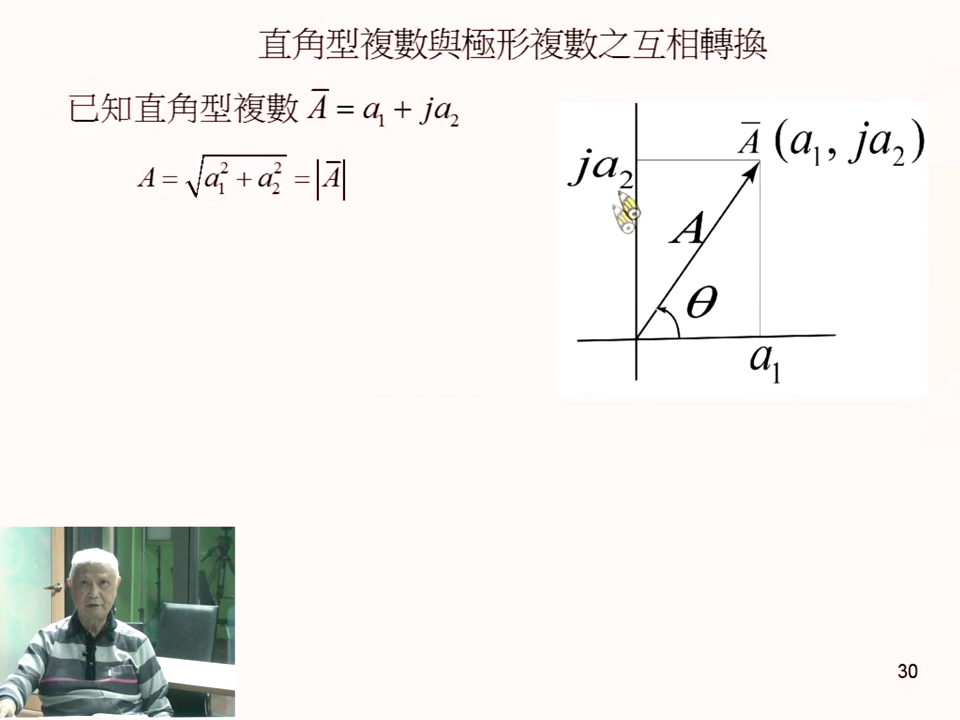 直角型複數與極形複數之互相轉換
已知直角型複數 A̅ = a₁ + ja₂
A = √(a₁² + a₂²) = |A̅|
A̅ (a₁, ja₂)
ja₂
A
θ
a₁
30